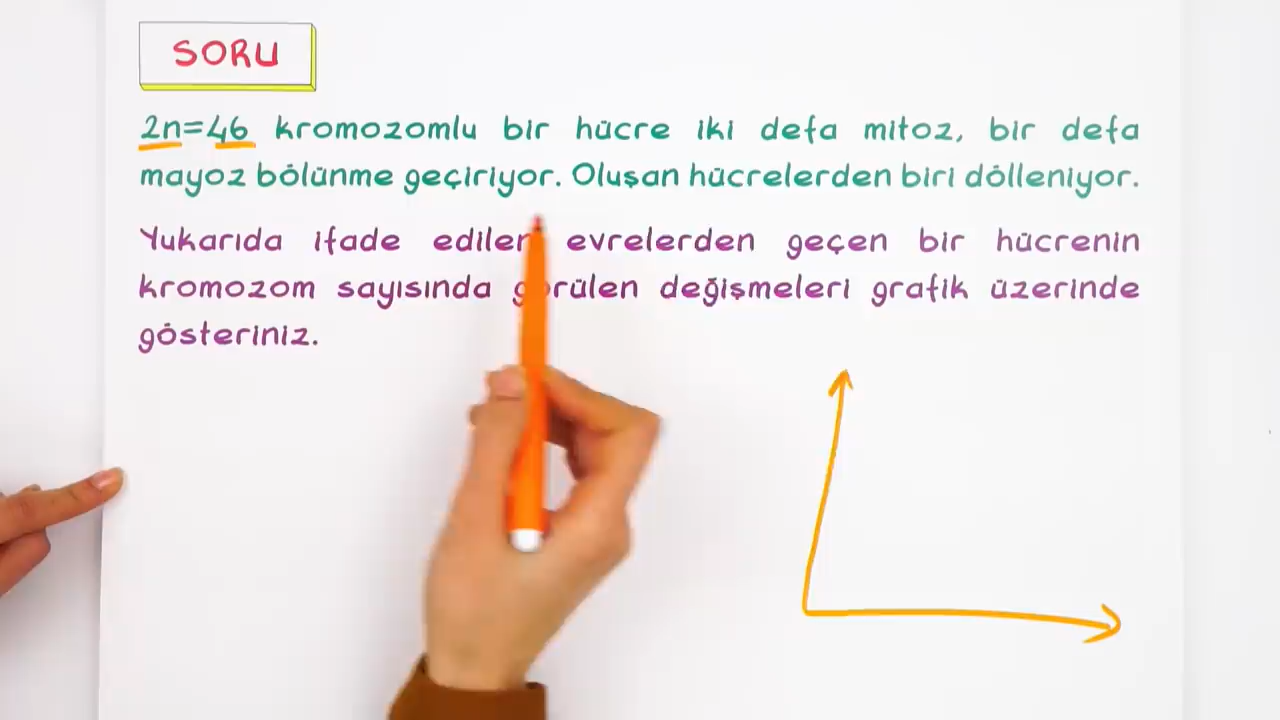 SORU
2n=46 kromozomlu bir hücre iki defa mitoz, bir defa
mayoz bölünme geçiriyor. Oluşan hücrelerden biri dölleniyor.
Yukarıda ifade edilen evrelerden geçen bir hücrenin
kromozom sayısında görülen değişmeleri grafik üzerinde
gösteriniz.